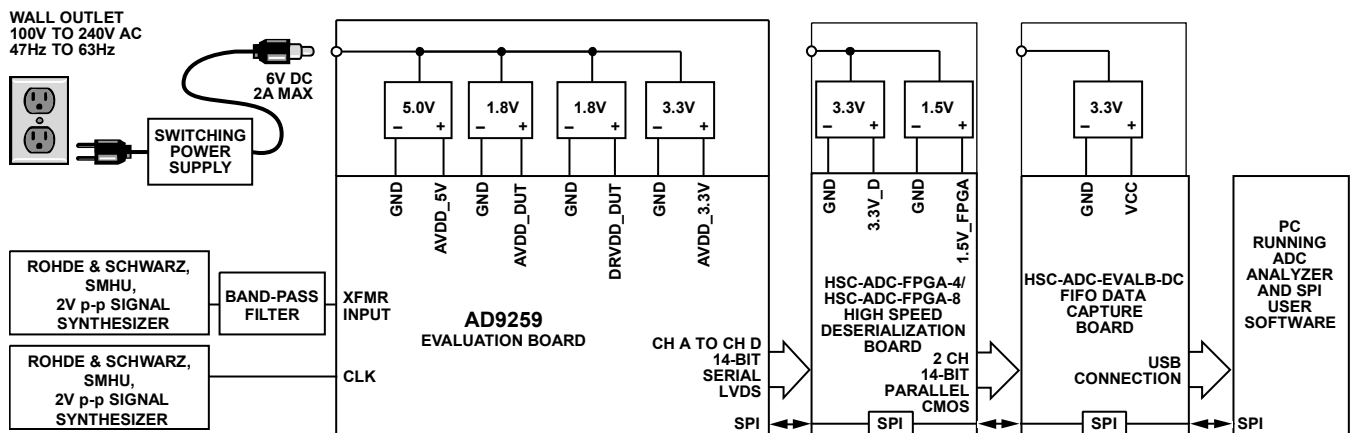 WALL OUTLET
100V TO 240V AC
47Hz TO 63Hz
6V DC
2A MAX
SWITCHING
POWER
SUPPLY
5.0V
– +
1.8V
– +
1.8V
– +
3.3V
– +
GND
AVDD_5V
GND
AVDD_DUT
GND
DRVDD_DUT
GND
AVDD_3.3V
3.3V
– +
1.5V
– +
GND
3.3V_D
GND
1.5V_FPGA
3.3V
– +
GND
VCC
ROHDE & SCHWARZ,
SMHU,
2V p-p SIGNAL
SYNTHESIZER
BAND-PASS
FILTER
XFMR
INPUT
ROHDE & SCHWARZ,
SMHU,
2V p-p SIGNAL
SYNTHESIZER
CLK
AD9259
EVALUATION BOARD
CH A TO CH D
14-BIT
SERIAL
LVDS
SPI
HSC-ADC-FPGA-4/
HSC-ADC-FPGA-8
HIGH SPEED
DESERIALIZATION
BOARD
2 CH
14-BIT
PARALLEL
CMOS
SPI
HSC-ADC-EVALB-DC
FIFO DATA
CAPTURE
BOARD
USB
CONNECTION
SPI
PC
RUNNING
ADC
ANALYZER
AND SPI
USER
SOFTWARE
SPI